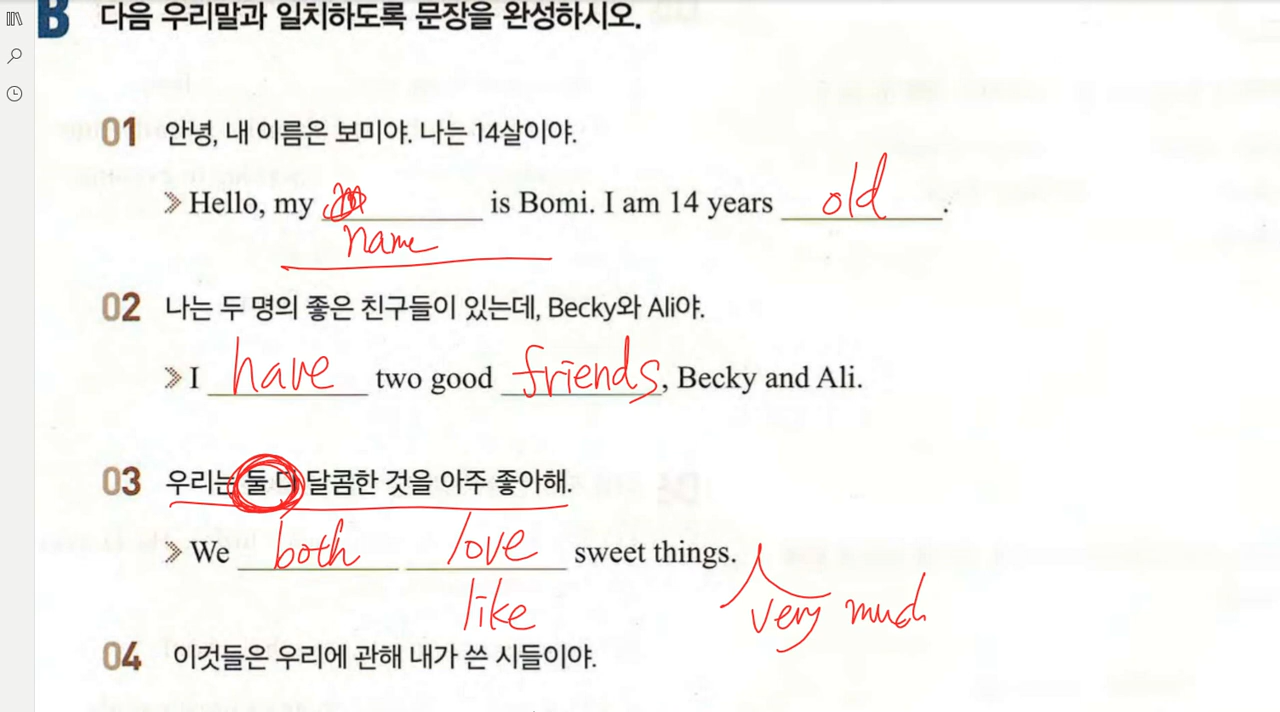 B 다음 우리말과 일치하도록 문장을 완성하시오.
01 안녕, 내 이름은 보미야. 나는 14살이야.
» Hello, my is Bomi. I am 14 years old.
name
02 나는 두 명의 좋은 친구들이 있는데, Becky와 Ali야.
» I have two good friends, Becky and Ali.
03 우리는 둘 다 달콤한 것을 아주 좋아해.
» We both love sweet things.
like very much
04 이것들은 우리에 관해 내가 쓴 시들이야.